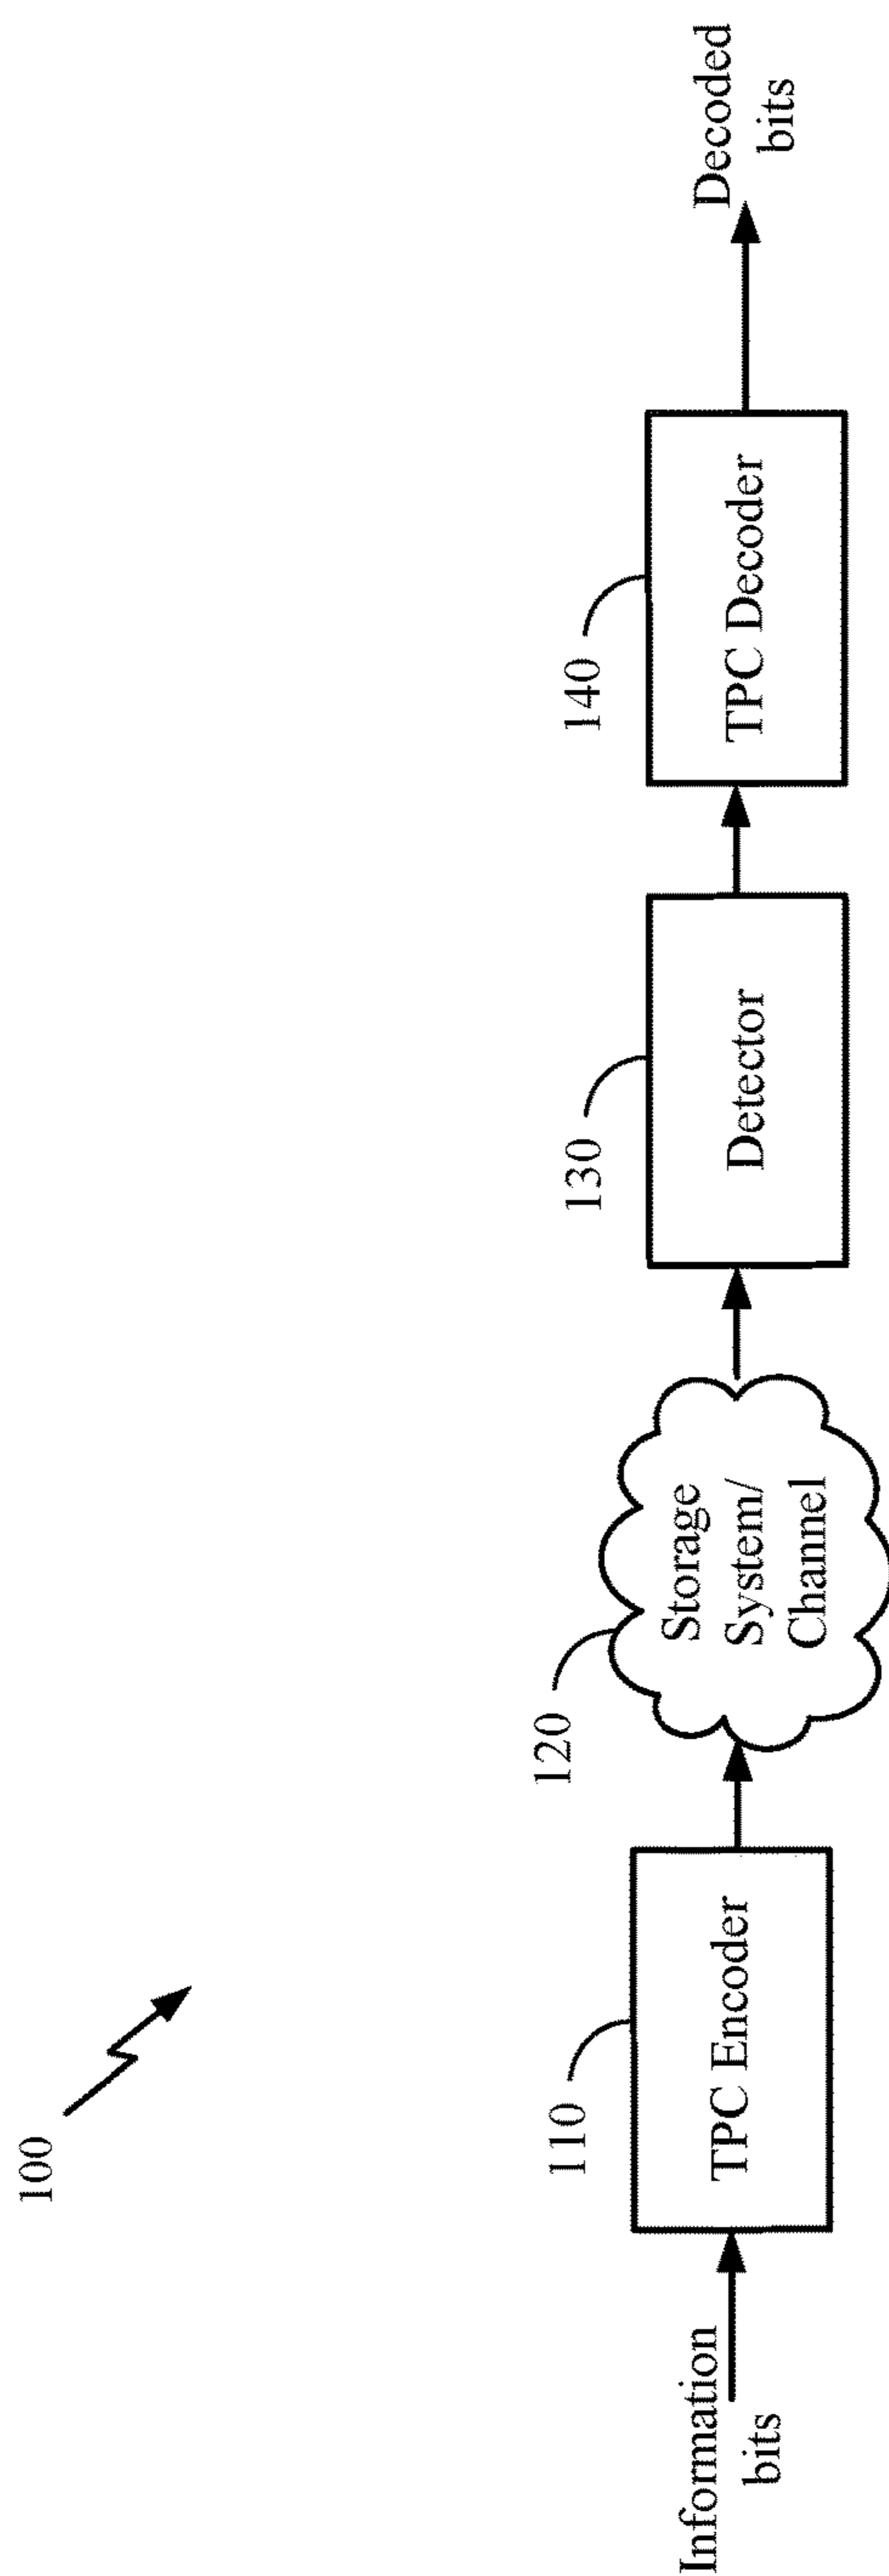 100
Information
bits
110
TPC Encoder
120
Storage
System/
Channel
130
Detector
140
TPC Decoder
Decoded
bits